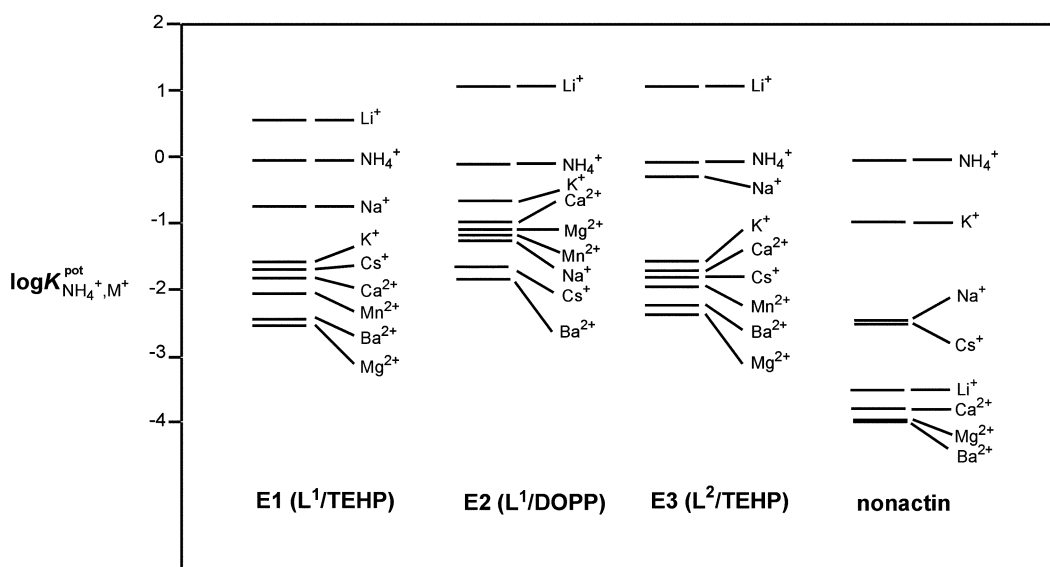 2
1
0
-1
-2
-3
-4
logK^pot_NH₄⁺,M⁺
Li⁺
NH₄⁺
Na⁺
K⁺
Cs⁺
Ca²⁺
Mn²⁺
Ba²⁺
Mg²⁺
Li⁺
NH₄⁺
K⁺
Ca²⁺
Mg²⁺
Mn²⁺
Na⁺
Cs⁺
Ba²⁺
Li⁺
NH₄⁺
Na⁺
K⁺
Ca²⁺
Cs⁺
Mn²⁺
Ba²⁺
Mg²⁺
NH₄⁺
K⁺
Na⁺
Cs⁺
Li⁺
Ca²⁺
Mg²⁺
Ba²⁺
E1 (L¹/TEHP)
E2 (L¹/DOPP)
E3 (L²/TEHP)
nonactin